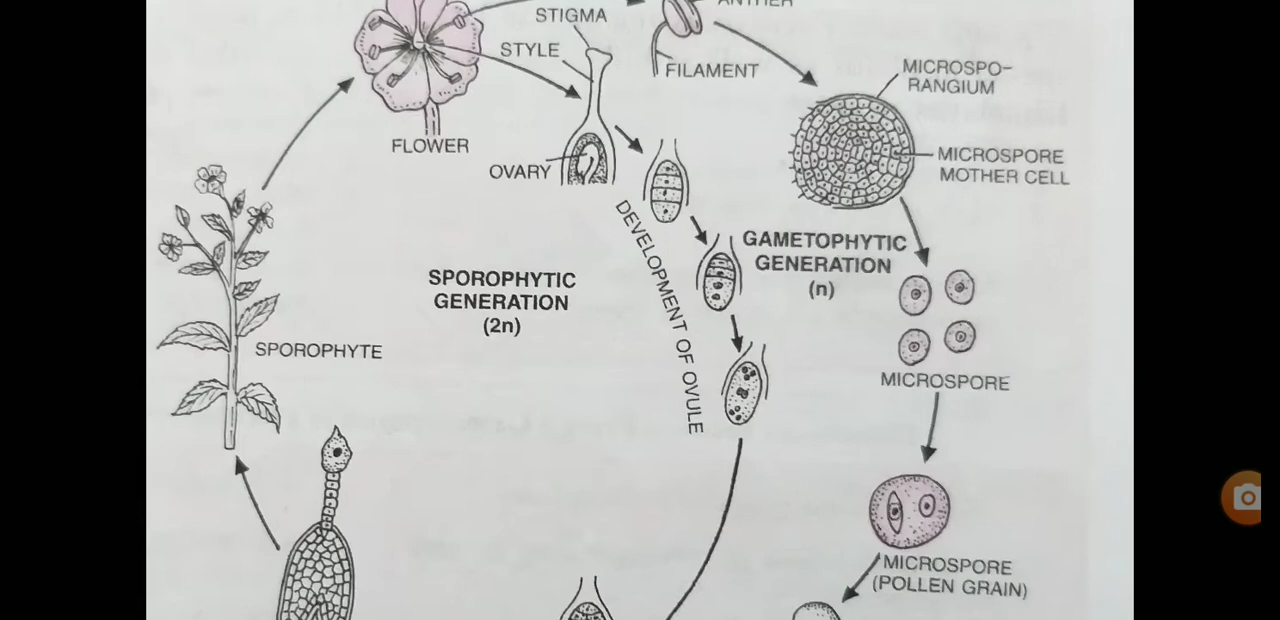 STIGMA
ANTHER
STYLE
FILAMENT
MICROSPO-
RANGIUM
FLOWER
OVARY
MICROSPORE
MOTHER CELL
DEVELOPMENT OF OVULE
GAMETOPHYTIC
GENERATION
(n)
SPOROPHYTIC
GENERATION
(2n)
SPOROPHYTE
MICROSPORE
MICROSPORE
(POLLEN GRAIN)